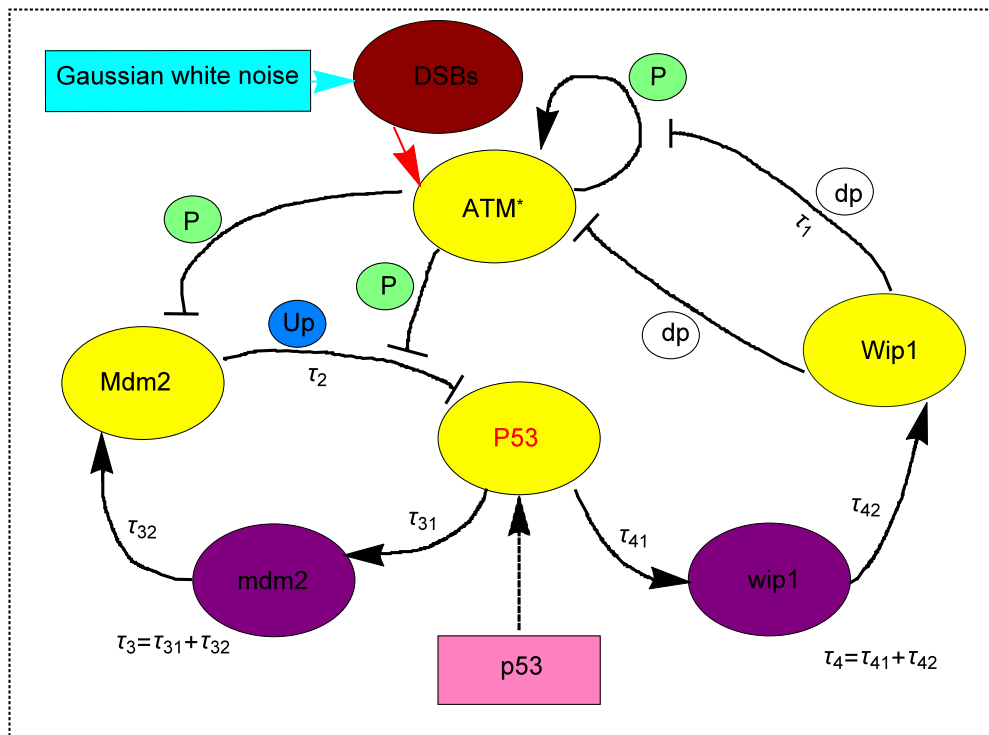 Gaussian white noise
DSBs
P
dp
τ1
P
ATM*
P
Up
dp
Wip1
Mdm2
τ2
P53
τ32
τ31
τ41
τ42
mdm2
wip1
τ3=τ31+τ32
p53
τ4=τ41+τ42